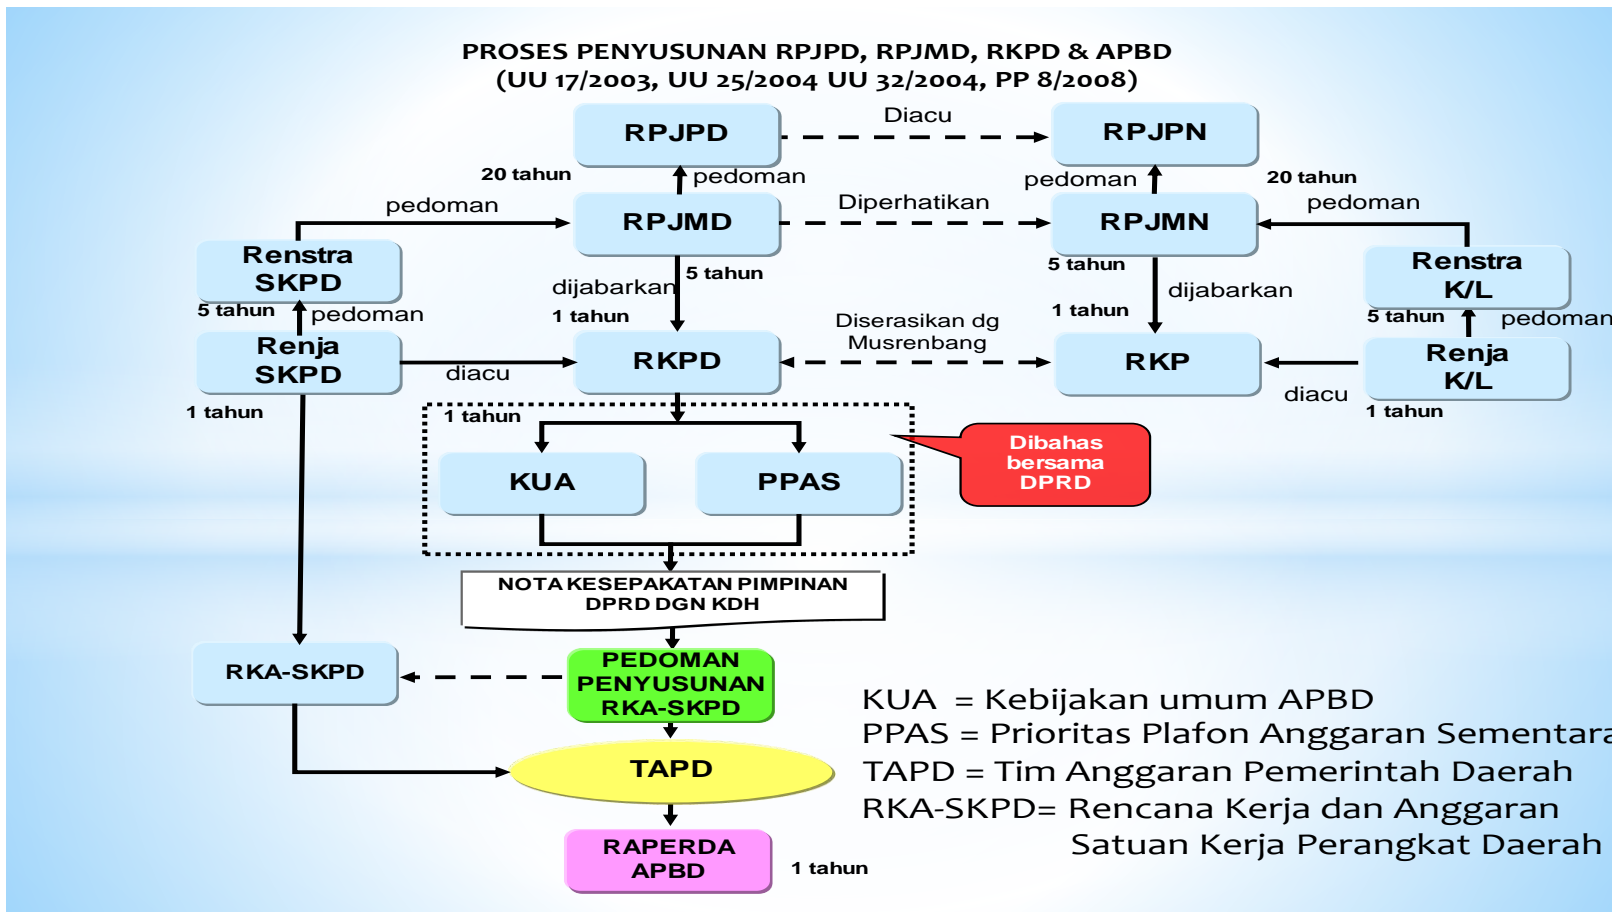 PROSES PENYUSUNAN RPJPD, RPJMD, RKPD & APBD
(UU 17/2003, UU 25/2004 UU 32/2004, PP 8/2008)
RPJPD
Diacu
RPJPN
20 tahun
pedoman
pedoman
20 tahun
pedoman
RPJMD
Diperhatikan
RPJMN
pedoman
Renstra
SKPD
5 tahun
pedoman
5 tahun
dijabarkan
1 tahun
5 tahun
1 tahun
dijabarkan
Renstra
K/L
5 tahun
pedoman
Renja
SKPD
1 tahun
diacu
RKPD
Diserasikan dg
Musrenbang
RKP
diacu
Renja
K/L
1 tahun
1 tahun
KUA
PPAS
Dibahas
bersama
DPRD
NOTA KESEPAKATAN PIMPINAN
DPRD DGN KDH
RKA-SKPD
PEDOMAN
PENYUSUNAN
RKA-SKPD
TAPD
RAPERDA
APBD
1 tahun
KUA = Kebijakan umum APBD
PPAS = Prioritas Plafon Anggaran Sementara
TAPD = Tim Anggaran Pemerintah Daerah
RKA-SKPD= Rencana Kerja dan Anggaran
Satuan Kerja Perangkat Daerah